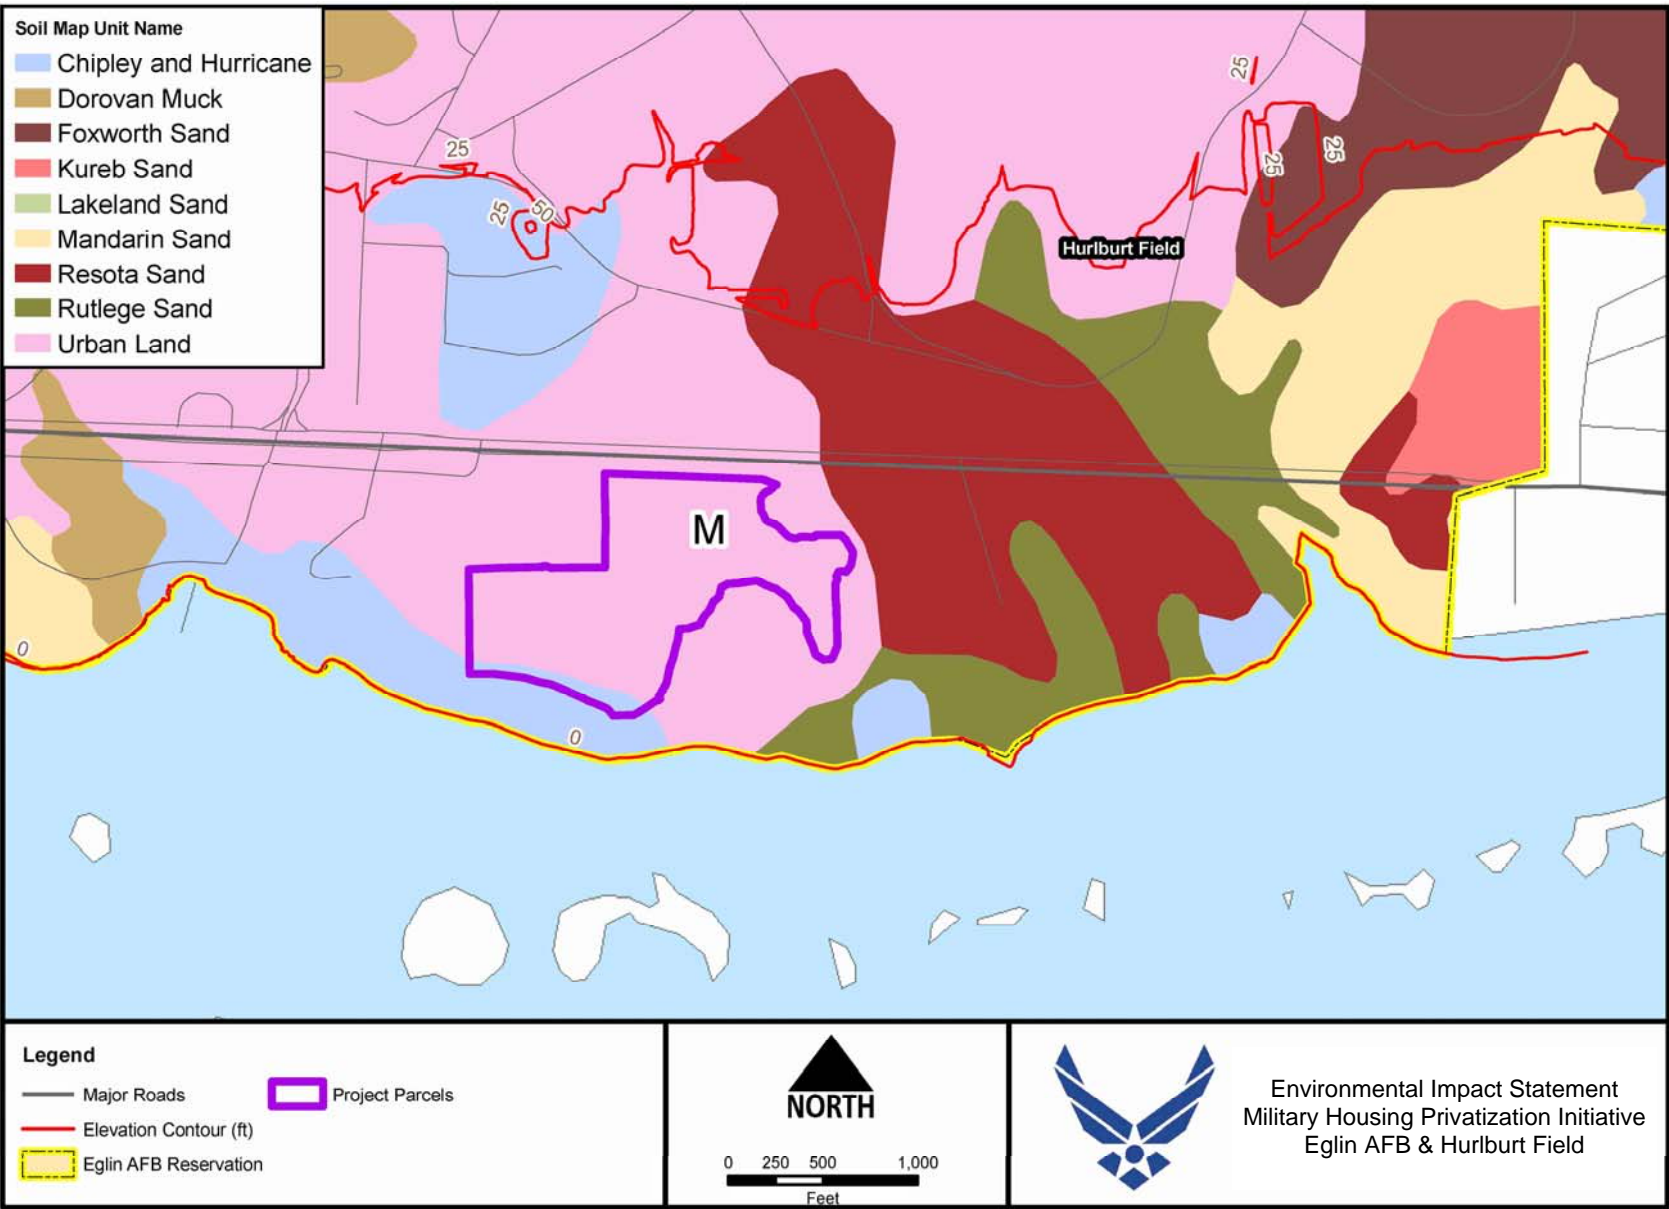 Soil Map Unit Name
Chipley and Hurricane
Dorovan Muck
Foxworth Sand
Kureb Sand
Lakeland Sand
Mandarin Sand
Resota Sand
Rutlege Sand
Urban Land
25
25
25
25
25
50
Hurlburt Field
M
0
0
Legend
Major Roads
Project Parcels
Elevation Contour (ft)
Eglin AFB Reservation
NORTH
0 250 500 1,000
Feet
Environmental Impact Statement
Military Housing Privatization Initiative
Eglin AFB & Hurlburt Field